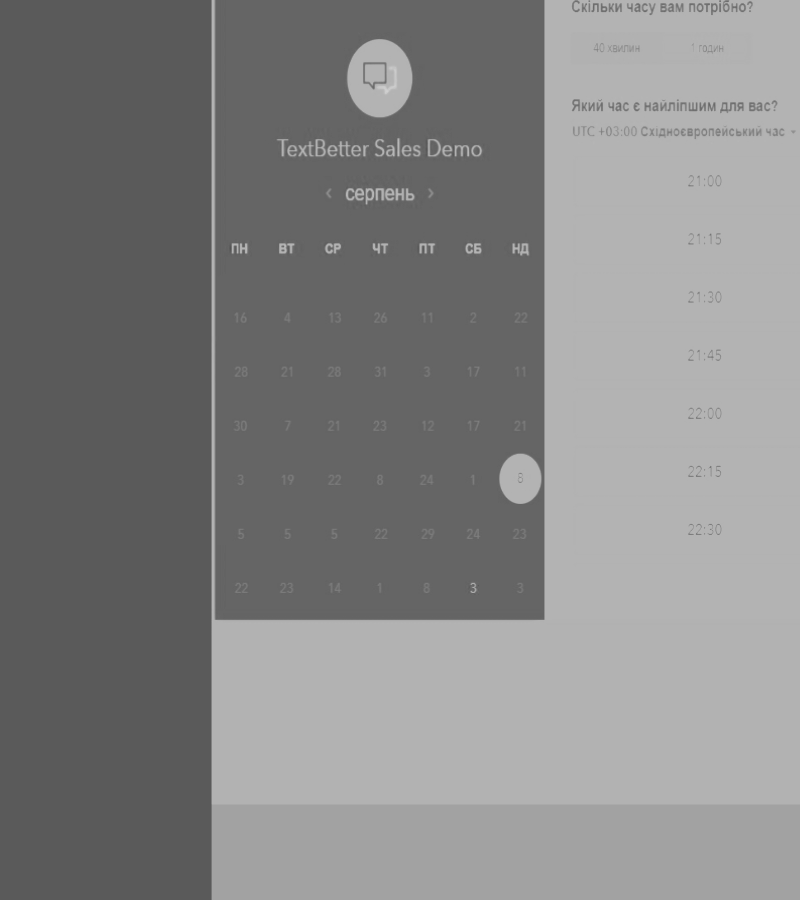 TextBetter Sales Demo
‹ серпень ›
ПН ВТ СР ЧТ ПТ СБ НД
16 4 13 26 11 2 22
28 21 28 31 3 17 11
30 7 21 23 12 17 21
3 19 22 8 24 1
5 5 5 22 29 24 23
22 23 14 1 8 3 3
Скільки часу вам потрібно?
40 хвилин 1 годин
Який час є найліпшим для вас?
UTC +03:00 Східноєвропейський час
21:00
21:15
21:30
21:45
22:00
22:15
22:30